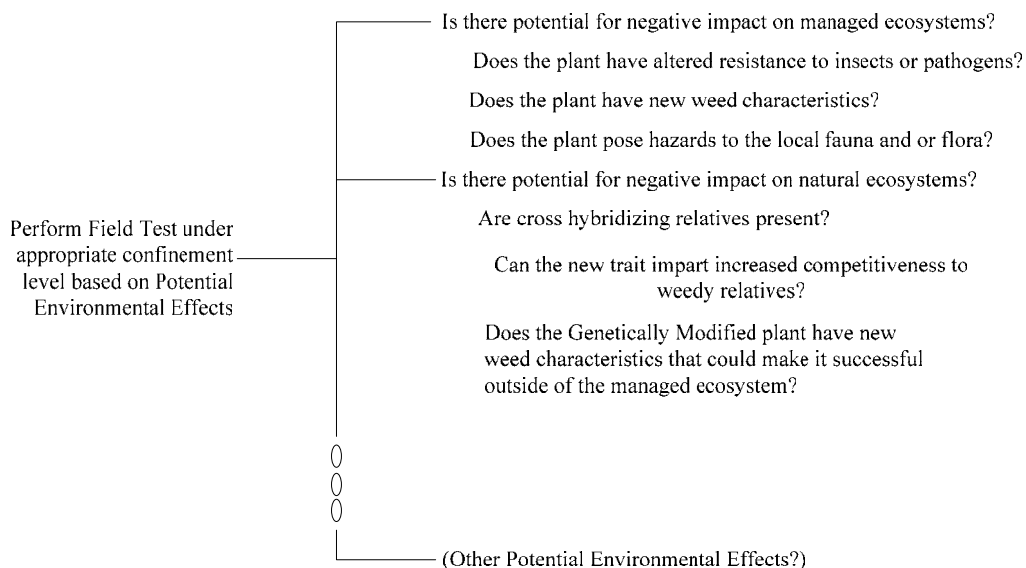 Is there potential for negative impact on managed ecosystems?
Does the plant have altered resistance to insects or pathogens?
Does the plant have new weed characteristics?
Does the plant pose hazards to the local fauna and or flora?
Is there potential for negative impact on natural ecosystems?
Are cross hybridizing relatives present?
Can the new trait impart increased competitiveness to
weedy relatives?
Does the Genetically Modified plant have new
weed characteristics that could make it successful
outside of the managed ecosystem?
Perform Field Test under
appropriate confinement
level based on Potential
Environmental Effects
(Other Potential Environmental Effects?)